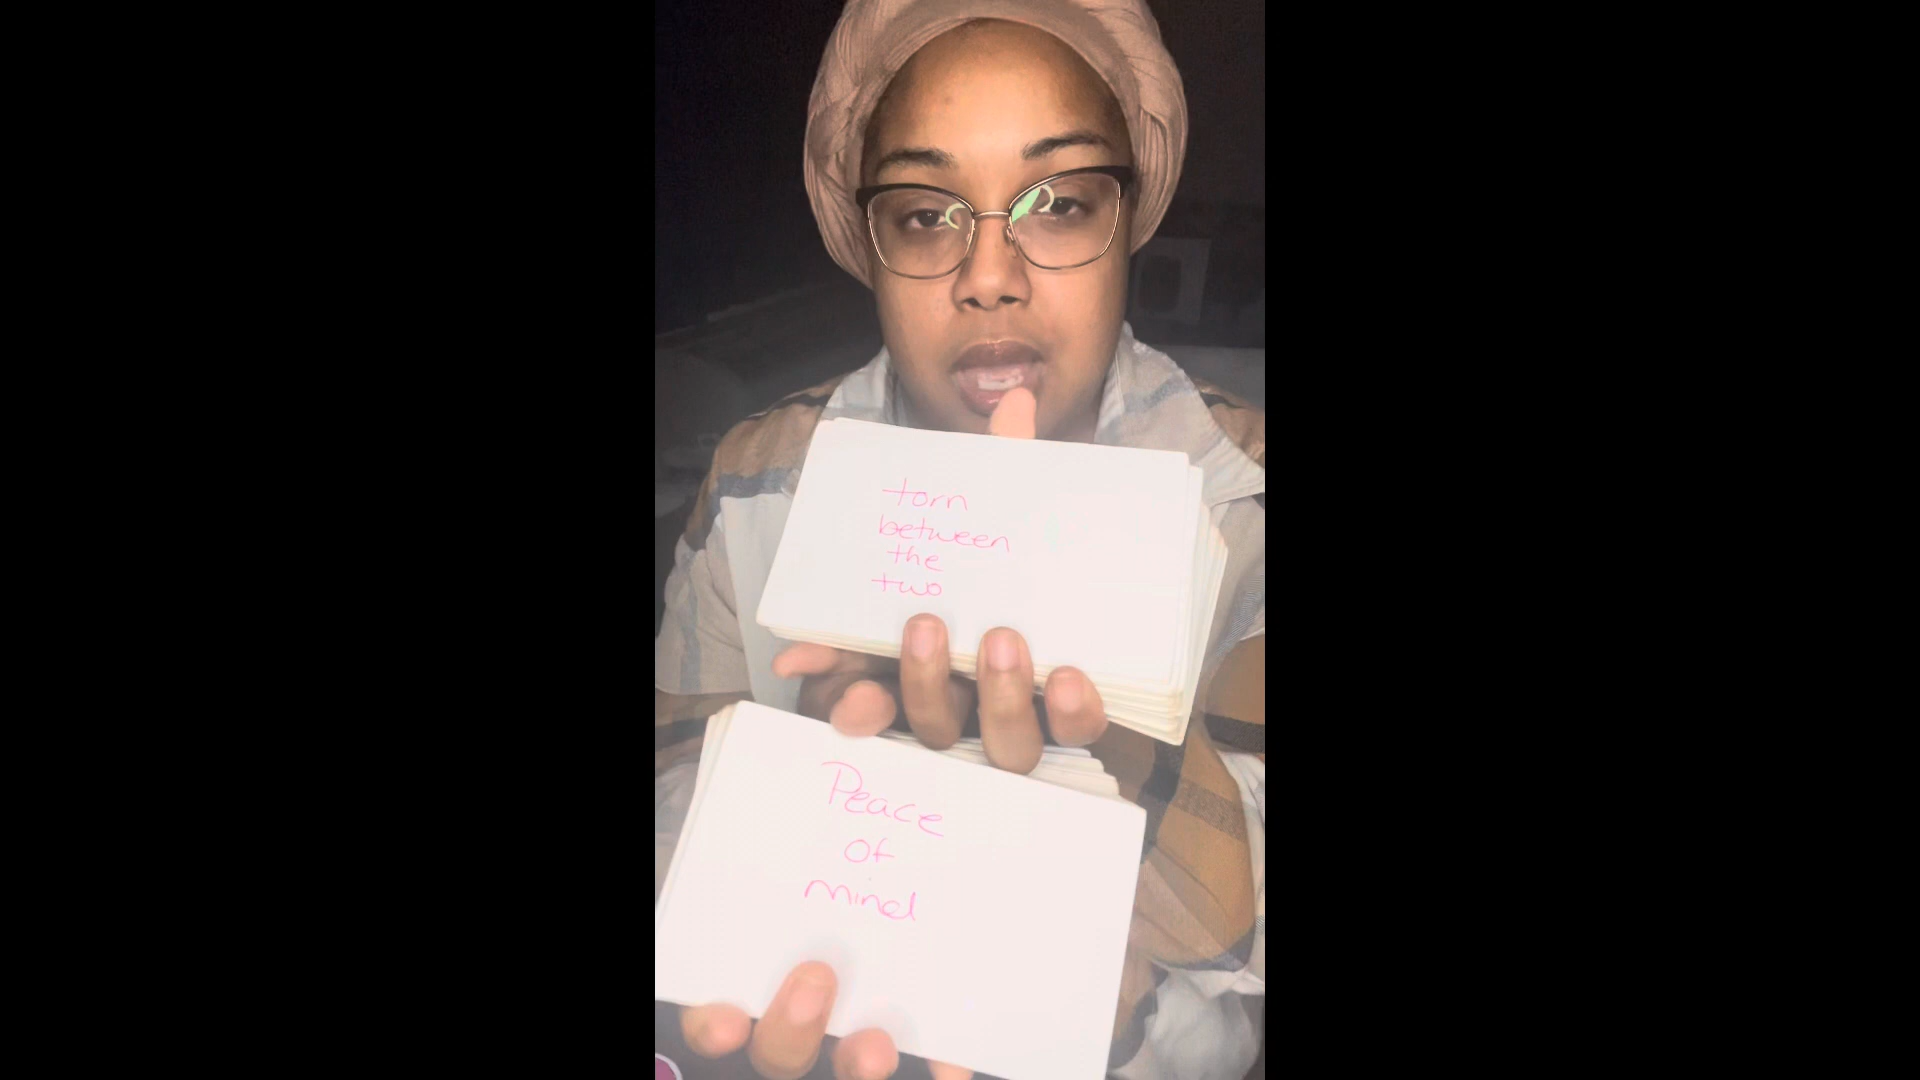 torn
between
the
two
Peace
of
mind